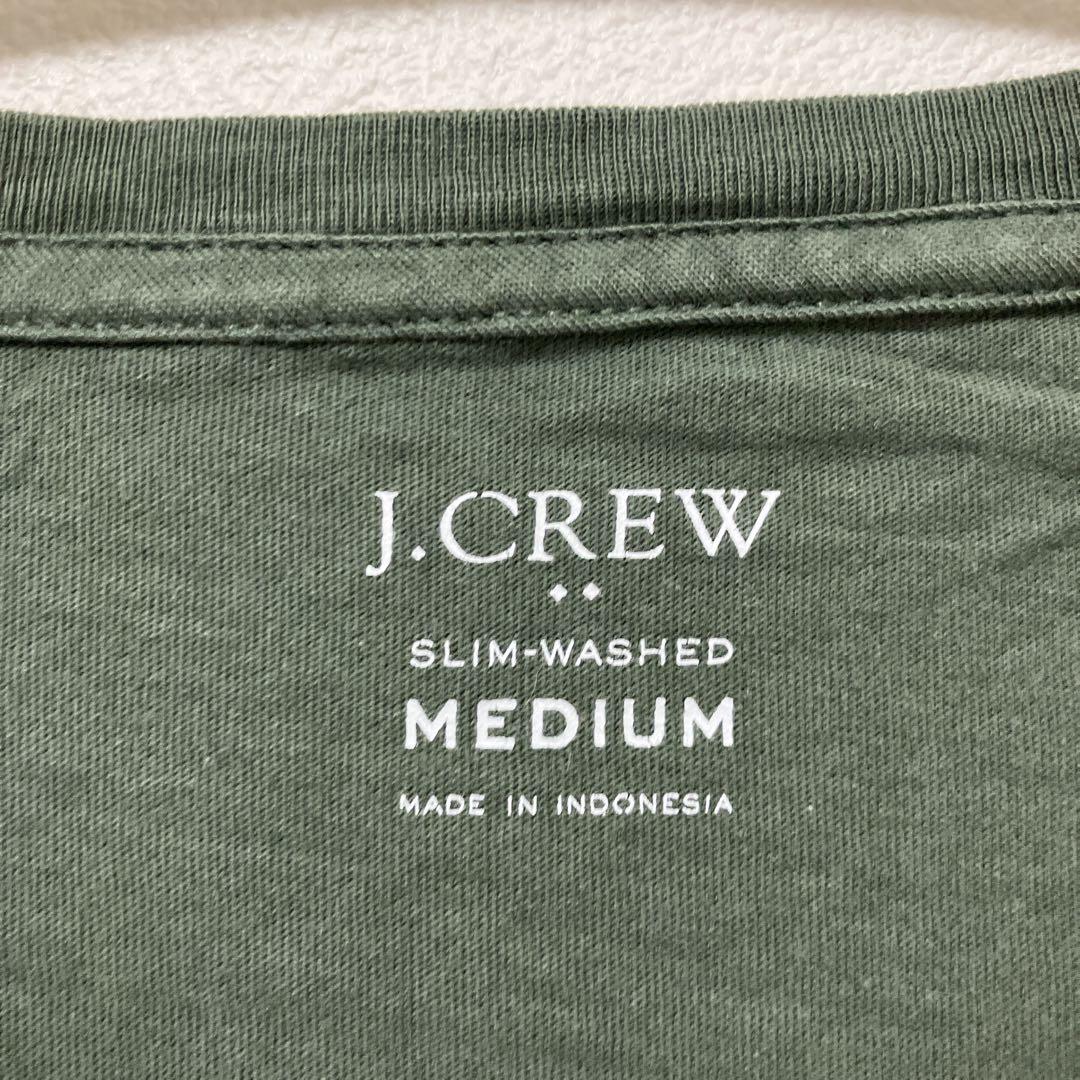 J.CREW
SLIM-WASHED
MEDIUM
MADE IN INDONESIA